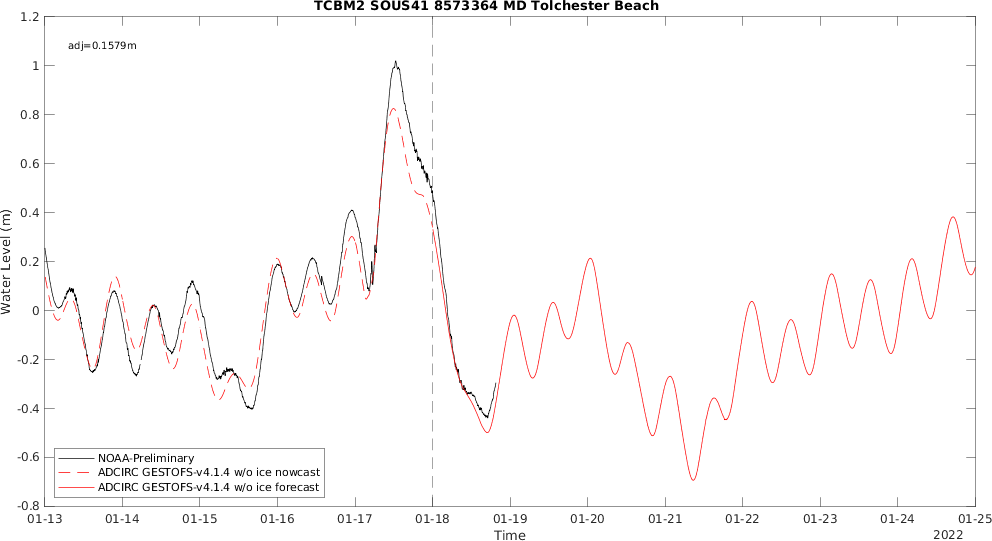 TCBM2 SOUS41 8573364 MD Tolchester Beach
adj=0.1579m
1.2
1
0.8
0.6
0.4
0.2
0
-0.2
-0.4
-0.6
-0.8
Water Level (m)
NOAA-Preliminary
ADCIRC GESTOFS-v4.1.4 w/o ice nowcast
ADCIRC GESTOFS-v4.1.4 w/o ice forecast
01-13 01-14 01-15 01-16 01-17 01-18 01-19 01-20 01-21 01-22 01-23 01-24 01-25
Time
2022